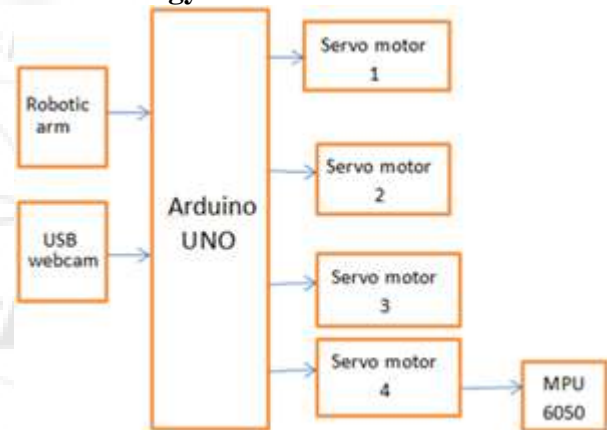 gy
Servo motor
1
Robotic
arm
Servo motor
2
Arduino
UNO
USB
webcam
Servo motor
3
Servo motor
4
MPU
6050